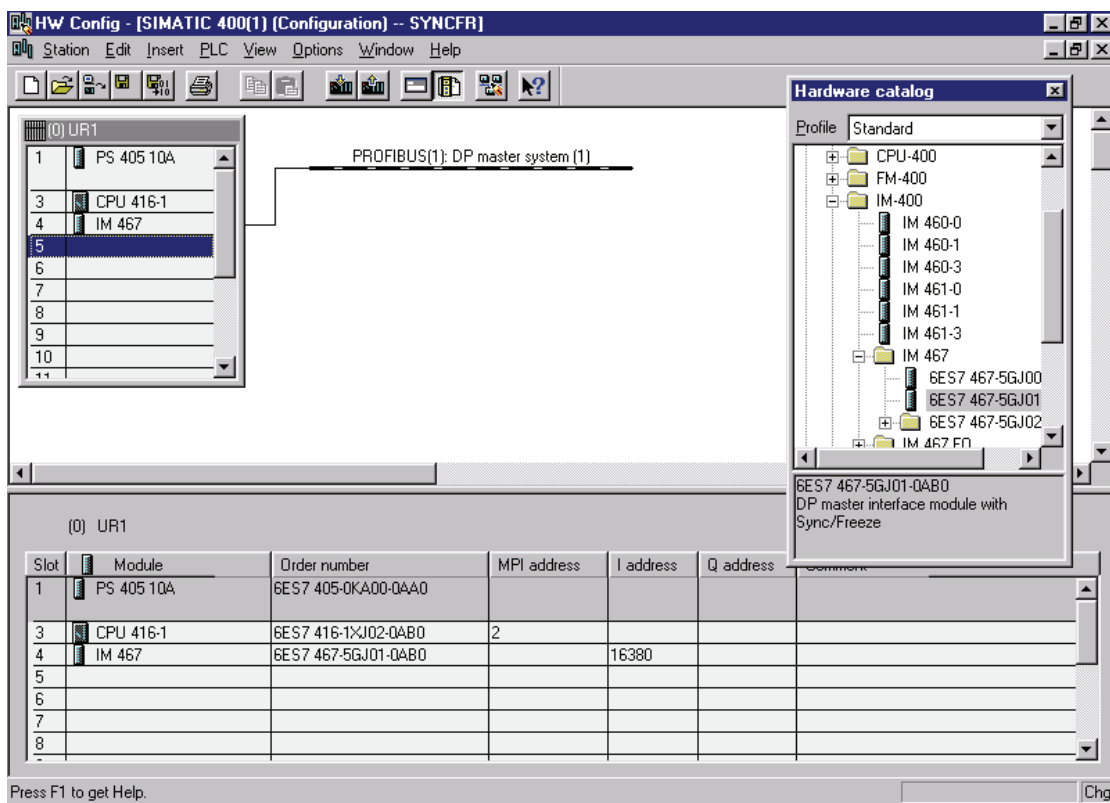 HW Config - [SIMATIC 400(1) (Configuration) -- SYNCFR]
Station Edit Insert PLC View Options Window Help
(0) UR1
1 PS 405 10A
3 CPU 416-1
4 IM 467
5
6
7
8
9
10
11
PROFIBUS(1): DP master system (1)
Hardware catalog
Profile Standard
CPU-400
FM-400
IM-400
IM 460-0
IM 460-1
IM 460-3
IM 461-0
IM 461-1
IM 461-3
IM 467
6ES7 467-5GJ00
6ES7 467-5GJ01
6ES7 467-5GJ02
IM 467 FO
6ES7 467-5GJ01-0AB0
DP master interface module with
Sync/Freeze
(0) UR1
Slot Module Order number MPI address I address Q address Comment
1 PS 405 10A 6ES7 405-0KA00-0AA0
3 CPU 416-1 6ES7 416-1XJ02-0AB0 2
4 IM 467 6ES7 467-5GJ01-0AB0 16380
5
6
7
8
Press F1 to get Help.
Chg